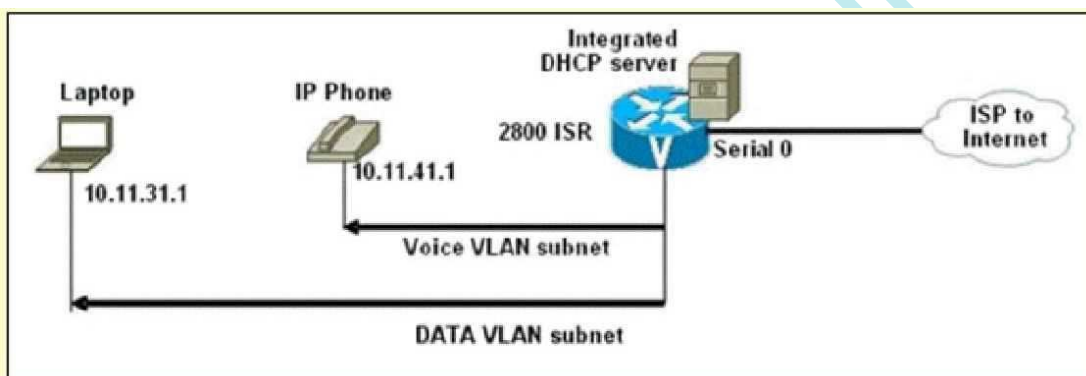 Integrated
DHCP server
Laptop
IP Phone
2800 ISR
Serial 0
ISP to
Internet
10.11.31.1
10.11.41.1
Voice VLAN subnet
DATA VLAN subnet